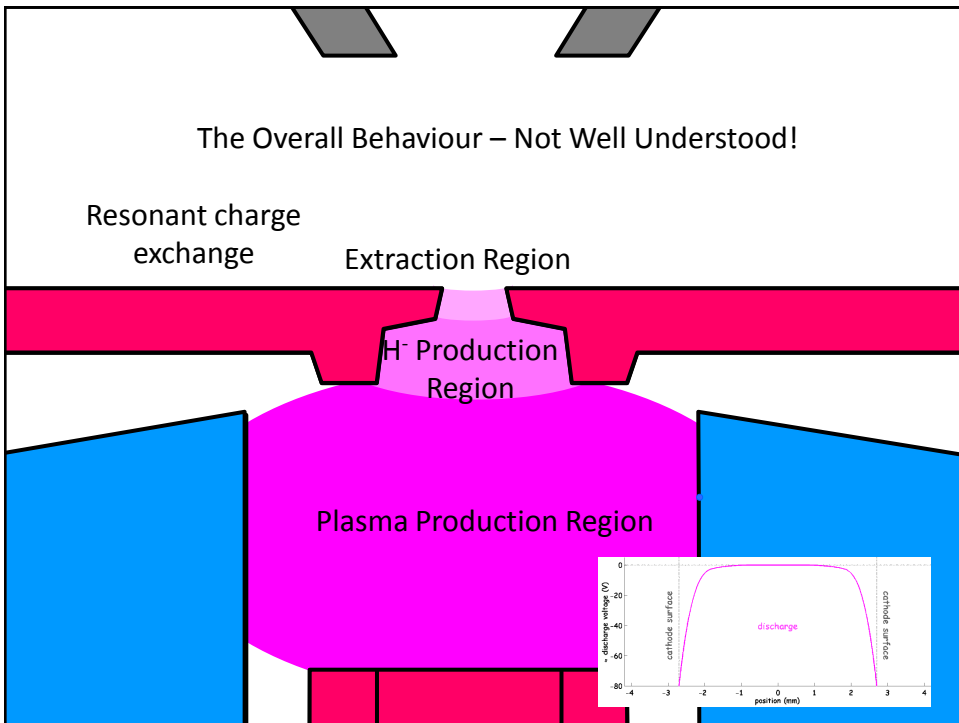 The Overall Behaviour – Not Well Understood!
Resonant charge
exchange
Extraction Region
H⁻ Production
Region
Plasma Production Region
≈ discharge voltage (V)
0
-20
-40
-60
-80
cathode surface
discharge
cathode surface
-4 -3 -2 -1 0 1 2 3 4
position (mm)